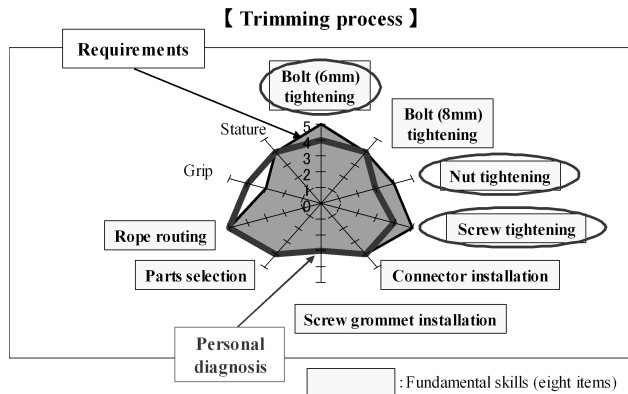 【 Trimming process 】
Requirements
Bolt (6mm)
tightening
Bolt (8mm)
tightening
Stature
Grip
Nut tightening
Screw tightening
Rope routing
Parts selection
Connector installation
Screw grommet installation
Personal
diagnosis
5
4
3
2
1
0
: Fundamental skills (eight items)